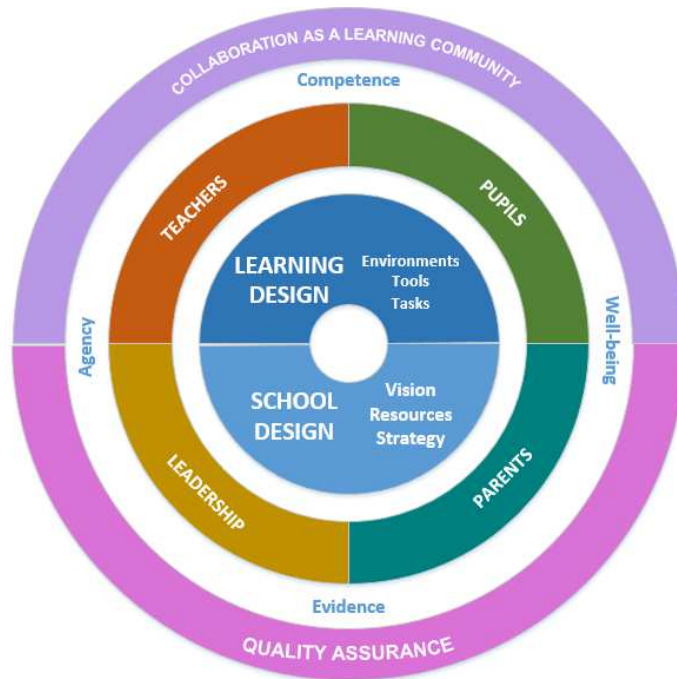 COLLABORATION AS A LEARNING COMMUNITY
Competence
TEACHERS
PUPILS
LEARNING
DESIGN
Environments
Tools
Tasks
Agency
Well-being
SCHOOL
DESIGN
Vision
Resources
Strategy
LEADERSHIP
PARENTS
Evidence
QUALITY ASSURANCE